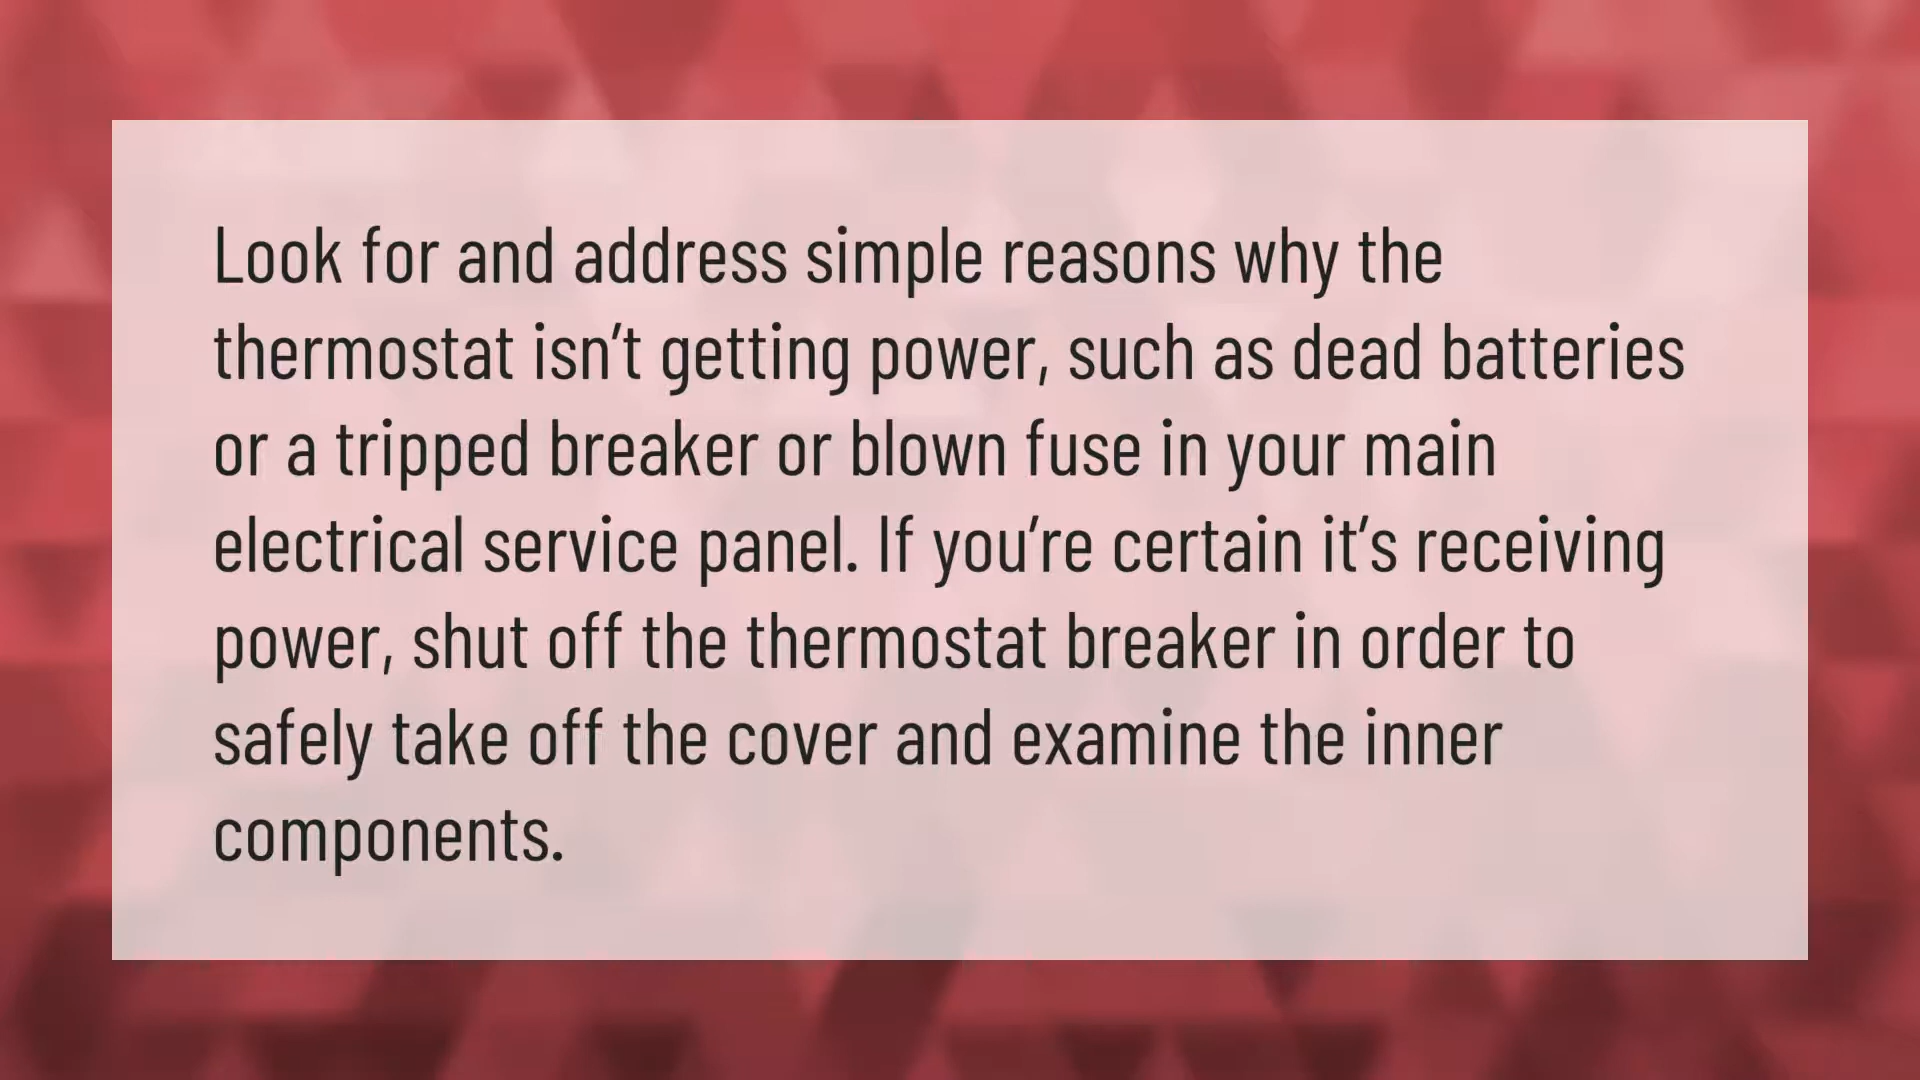 Look for and address simple reasons why the
thermostat isn’t getting power, such as dead batteries
or a tripped breaker or blown fuse in your main
electrical service panel. If you’re certain it’s receiving
power, shut off the thermostat breaker in order to
safely take off the cover and examine the inner
components.